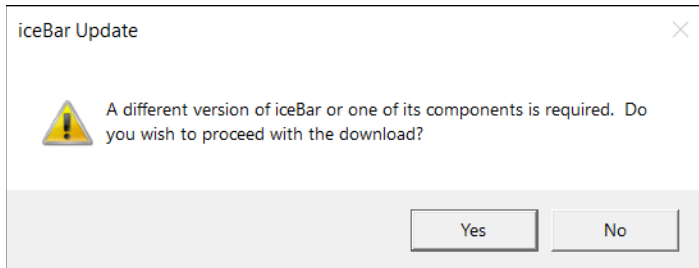 iceBar Update
A different version of iceBar or one of its components is required.  Do
you wish to proceed with the download?
Yes
No